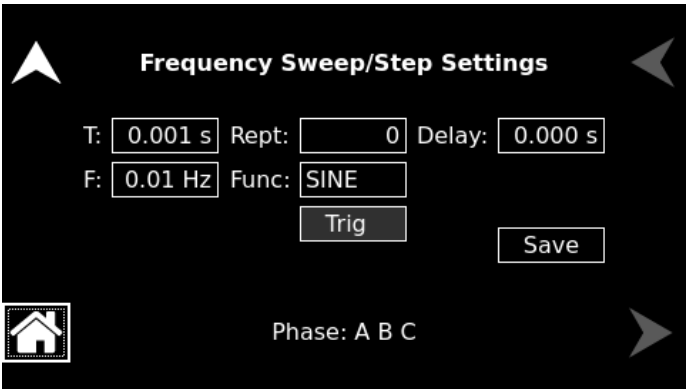 Frequency Sweep/Step Settings
T: 0.001 s Rept: 0 Delay: 0.000 s
F: 0.01 Hz Func: SINE
Trig
Save
Phase: A B C